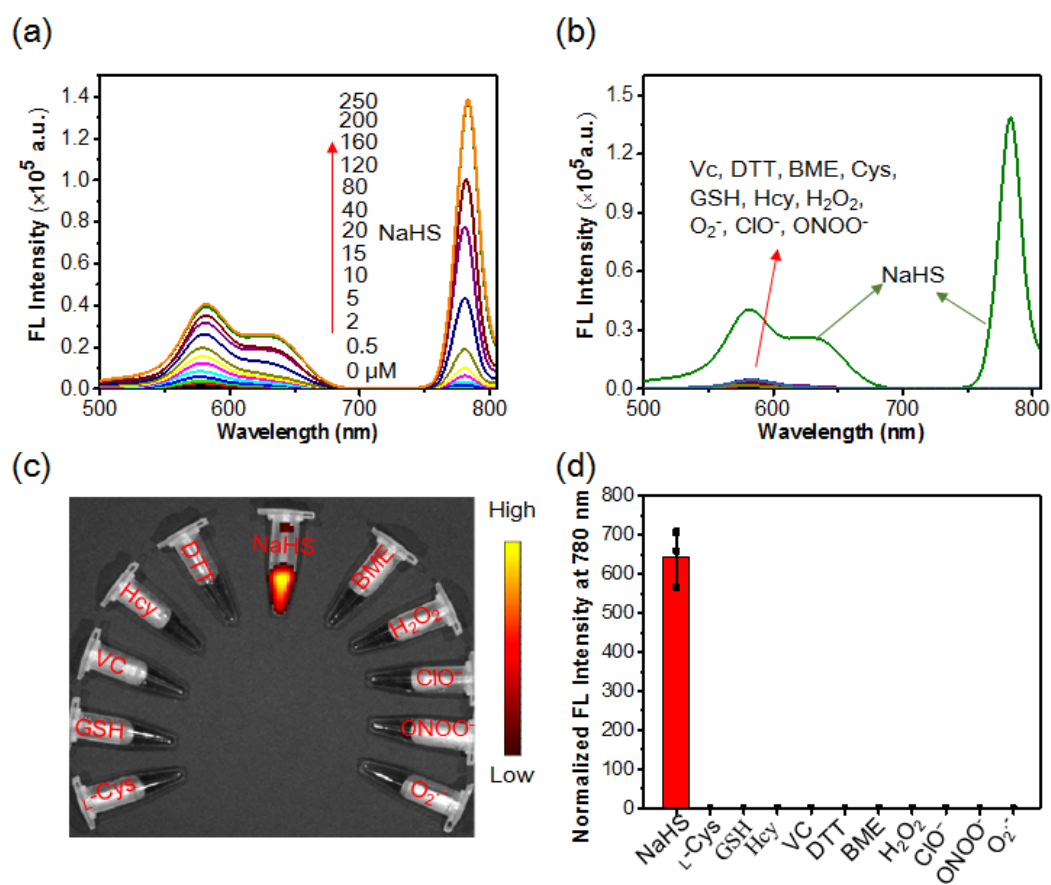 (a)
FL Intensity (×10⁵ a.u.)
1.4
1.2
1.0
0.8
0.6
0.4
0.2
0.0
500
600
700
800
Wavelength (nm)
250
200
160
120
80
40
20
15
10
5
2
0.5
0 µM
NaHS
(b)
FL Intensity (×10⁵ a.u.)
1.5
1.2
0.9
0.6
0.3
0.0
500
600
700
800
Wavelength (nm)
Vc, DTT, BME, Cys,
GSH, Hcy, H₂O₂,
O₂⁻, ClO⁻, ONOO⁻
NaHS
(c)
NaHS
DTT
BME
Hcy
H₂O₂
VC
ClO⁻
GSH
ONOO⁻
L-Cys
O₂·⁻
High
Low
(d)
Normalized FL Intensity at 780 nm
800
700
600
500
400
300
200
100
0
NaHS
L-Cys
GSH
Hcy
VC
DTT
BME
H₂O₂
ClO⁻
ONOO⁻
O₂·⁻